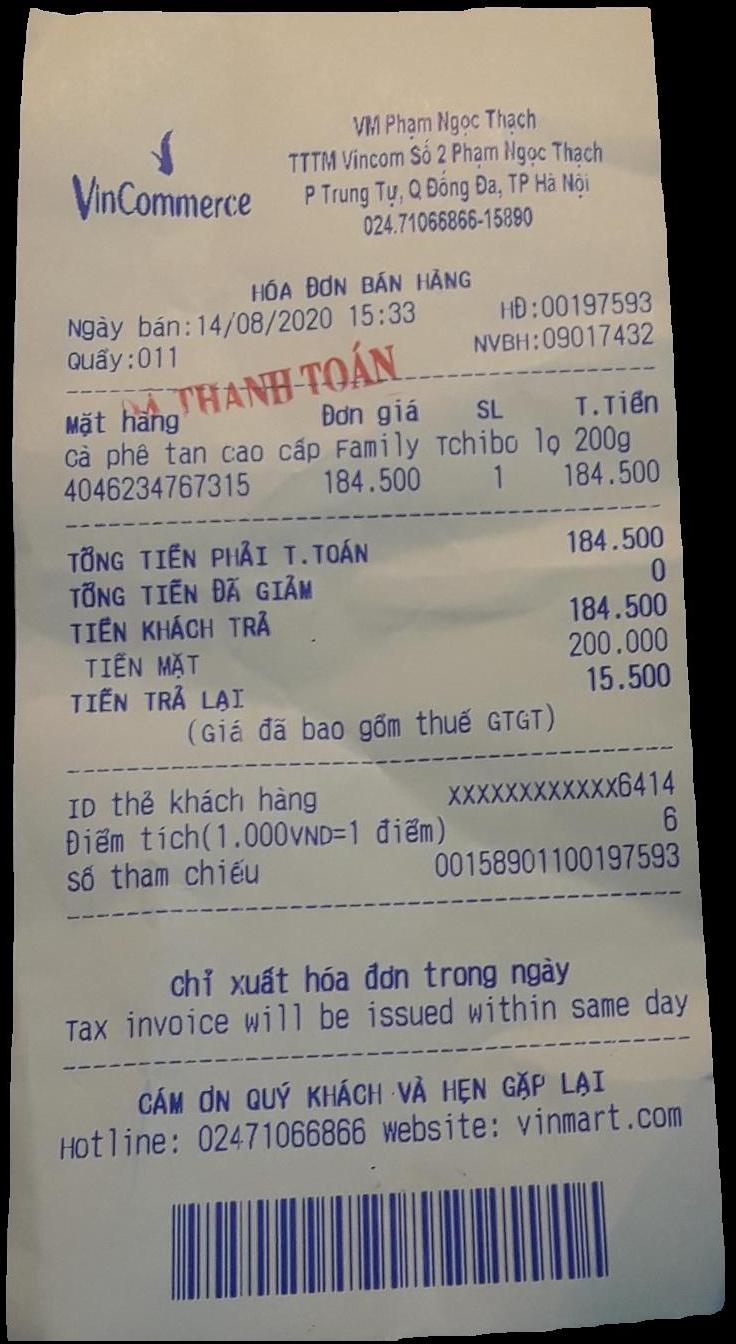 VinCommerce
VM Phạm Ngọc Thạch
TTTM Vincom Số 2 Phạm Ngọc Thạch
P Trung Tự, Q Đống Đa, TP Hà Nội
024.71066866-15890
HÓA ĐƠN BÁN HÀNG
Ngày bán:14/08/2020 15:33 HĐ:00197593
Quầy:011 NVBH:09017432
ĐÃ THANH TOÁN
Mặt hàng Đơn giá SL T.Tiền
Cà phê tan cao cấp Family Tchibo lọ 200g
4046234767315 184.500 1 184.500
TỔNG TIỀN PHẢI T.TOÁN 184.500
TỔNG TIỀN ĐÃ GIẢM 0
TIỀN KHÁCH TRẢ 184.500
TIỀN MẶT 200.000
TIỀN TRẢ LẠI 15.500
(Giá đã bao gồm thuế GTGT)
ID thẻ khách hàng XXXXXXXXXXXX6414
Điểm tích(1.000VND=1 điểm) 6
Số tham chiếu 00158901100197593
Chỉ xuất hóa đơn trong ngày
Tax invoice will be issued within same day
CÁM ƠN QUÝ KHÁCH VÀ HẸN GẶP LẠI
Hotline: 02471066866 Website: vinmart.com